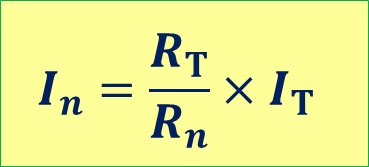 Iₙ = R_T / Rₙ × I_T